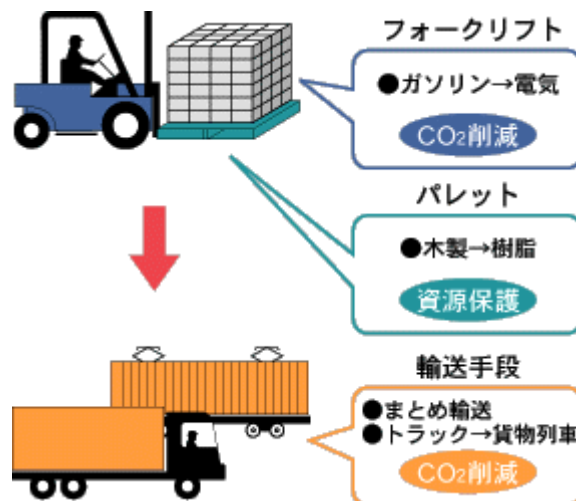 フォークリフト
●ガソリン→電気
CO₂削減
パレット
●木製→樹脂
資源保護
輸送手段
●まとめ輸送
●トラック→貨物列車
CO₂削減